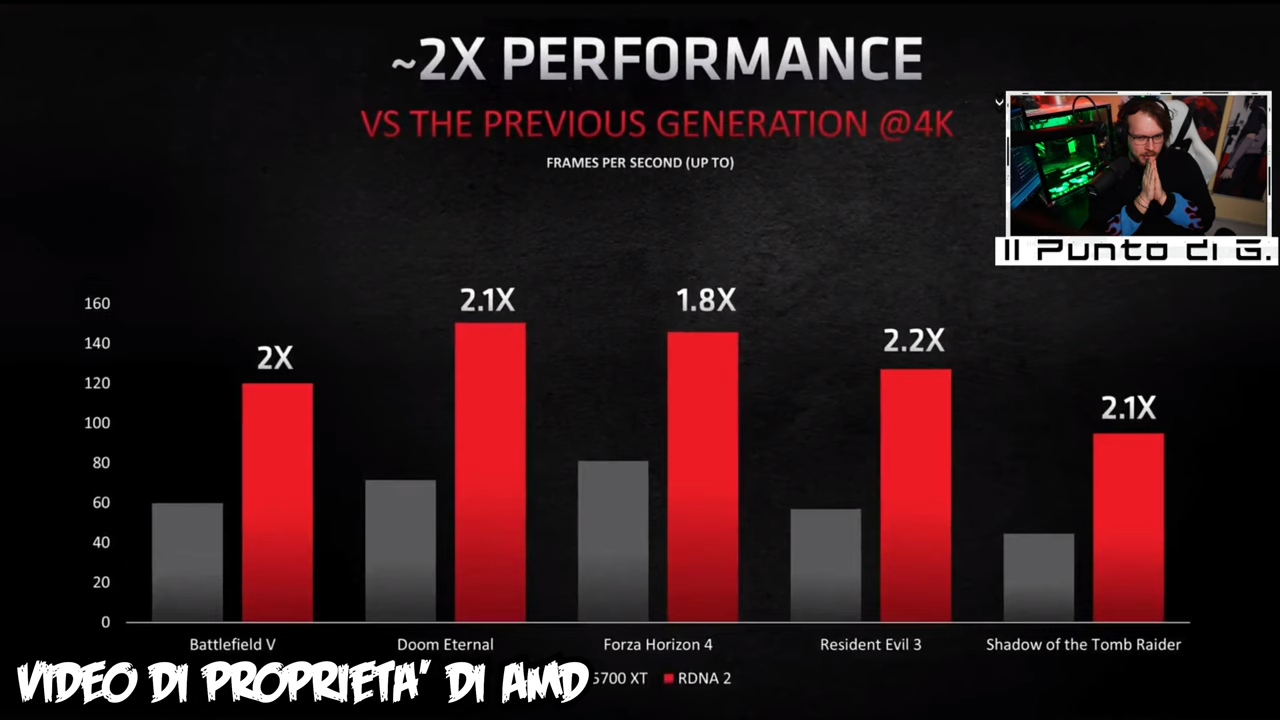 ~2X PERFORMANCE
VS THE PREVIOUS GENERATION @4K
FRAMES PER SECOND (UP TO)
Il Punto di G.
160
140
120
100
80
60
40
20
0
2X
2.1X
1.8X
2.2X
2.1X
Battlefield V
Doom Eternal
Forza Horizon 4
Resident Evil 3
Shadow of the Tomb Raider
5700 XT
RDNA 2
VIDEO DI PROPRIETA' DI AMD